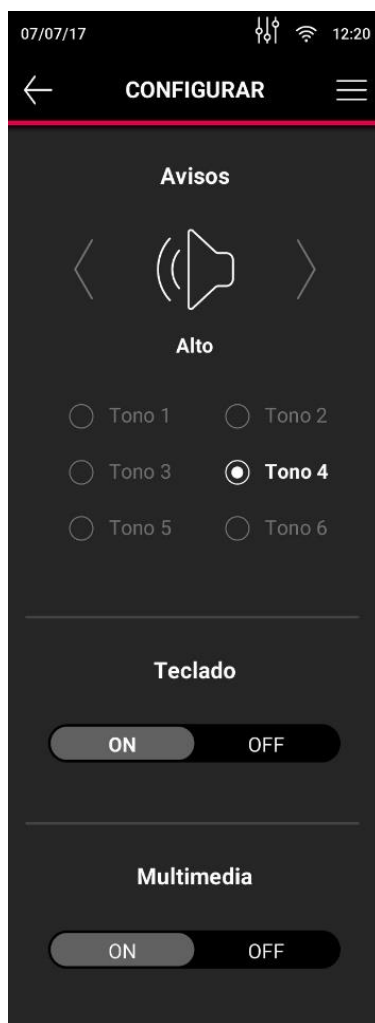 07/07/17 12:20
CONFIGURAR
Avisos
Alto
Tono 1 Tono 2
Tono 3 Tono 4
Tono 5 Tono 6
Teclado
ON OFF
Multimedia
ON OFF